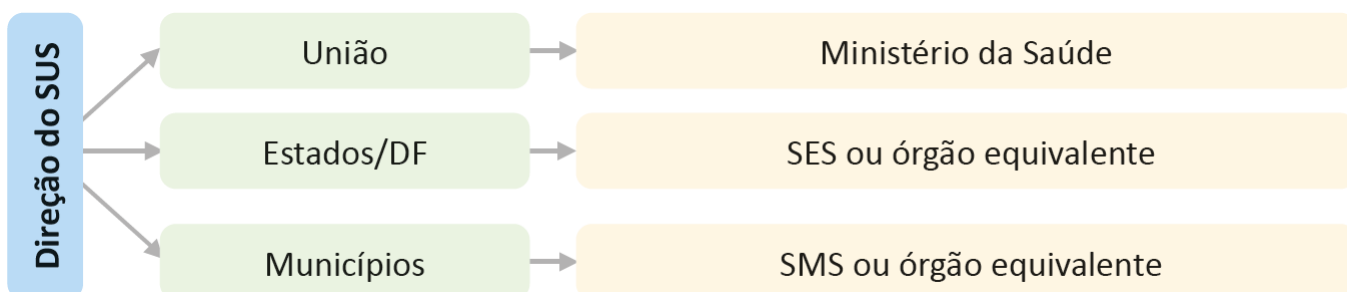 Direção do SUS
União
Ministério da Saúde
Estados/DF
SES ou órgão equivalente
Municípios
SMS ou órgão equivalente